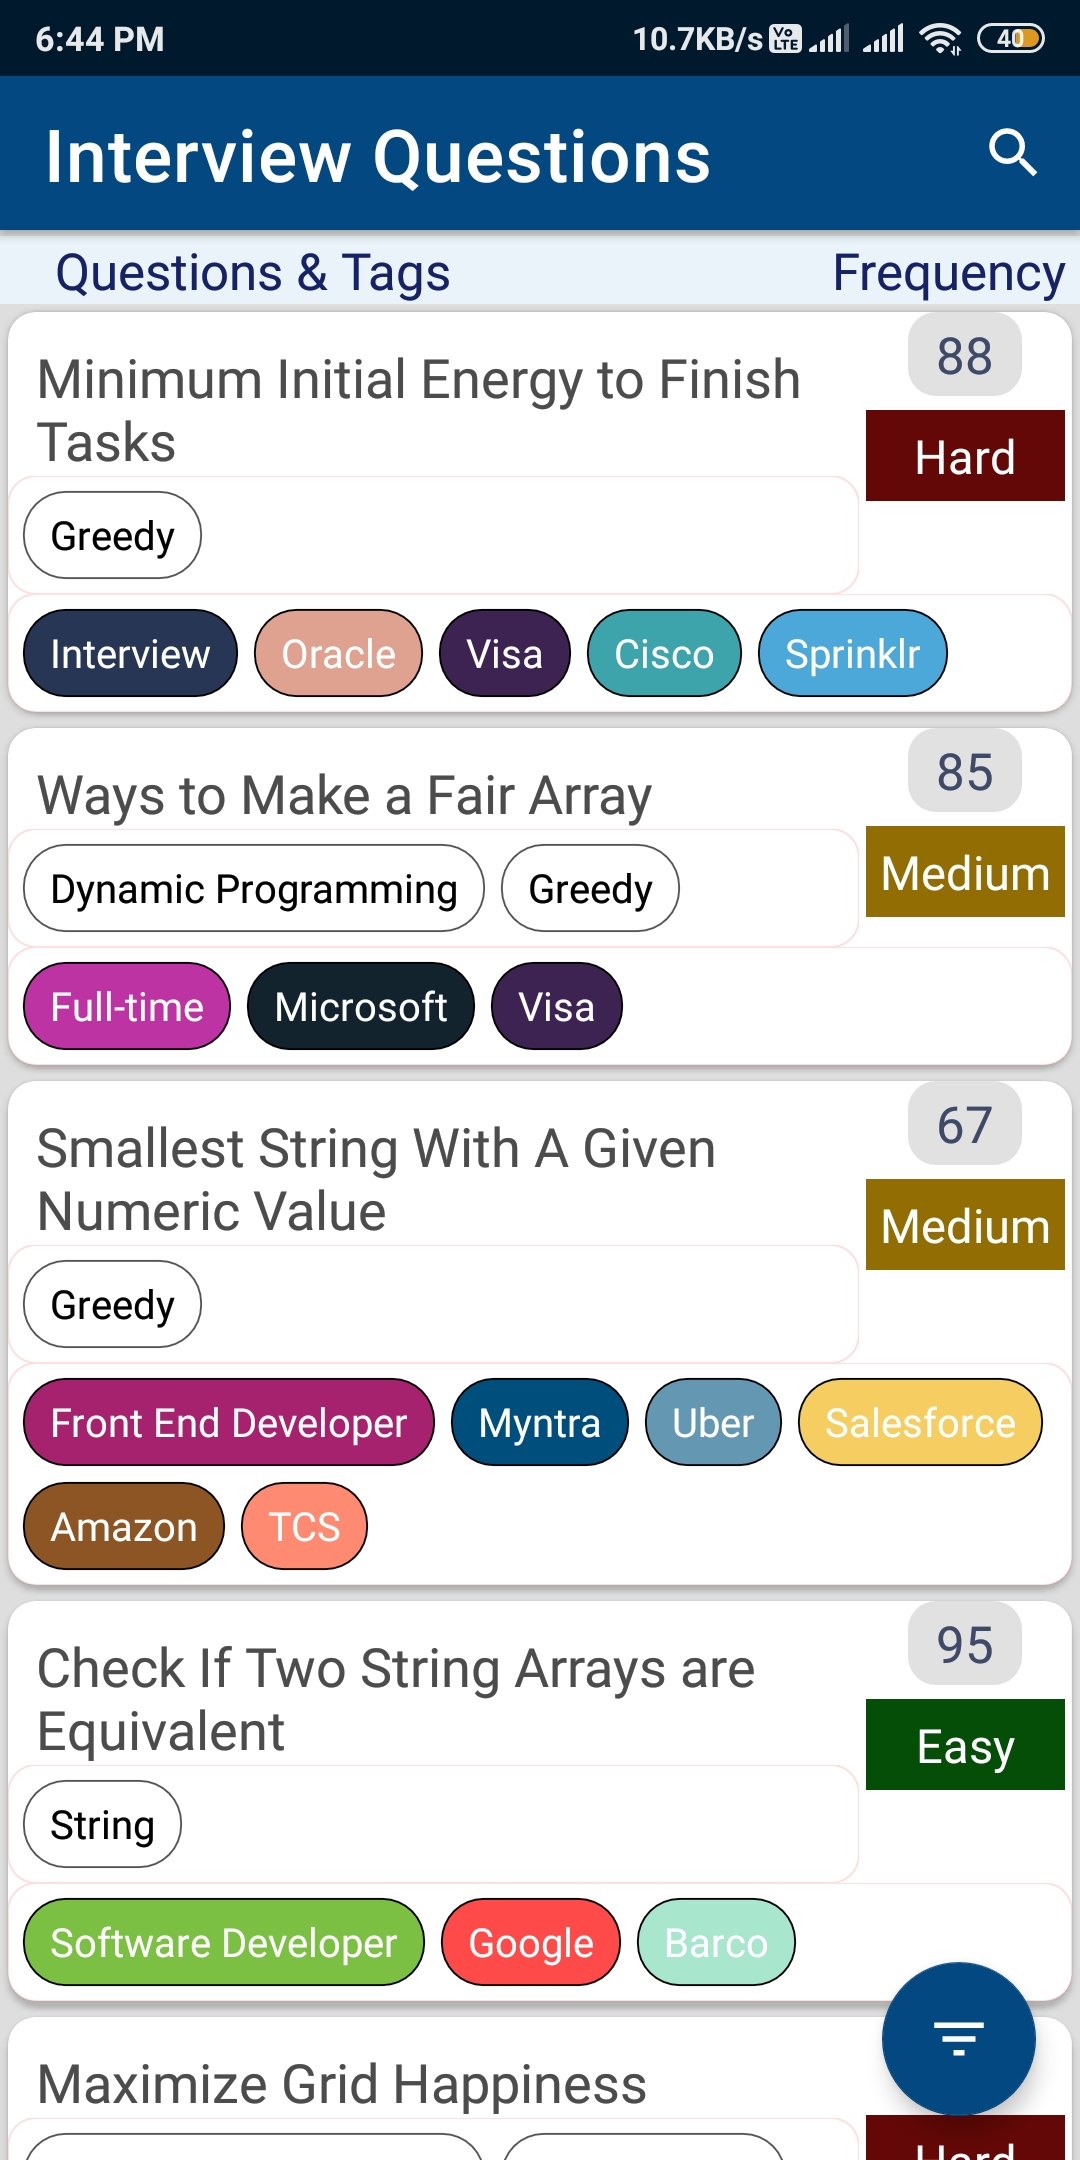 6:44 PM 10.7KB/s Vo LTE 40
Interview Questions
Questions & Tags Frequency
88
Minimum Initial Energy to Finish
Tasks
Hard
Greedy
Interview Oracle Visa Cisco Sprinklr
85
Ways to Make a Fair Array
Medium
Dynamic Programming Greedy
Full-time Microsoft Visa
67
Smallest String With A Given
Numeric Value
Medium
Greedy
Front End Developer Myntra Uber Salesforce
Amazon TCS
95
Check If Two String Arrays are
Equivalent
Easy
String
Software Developer Google Barco
Maximize Grid Happiness
Hard